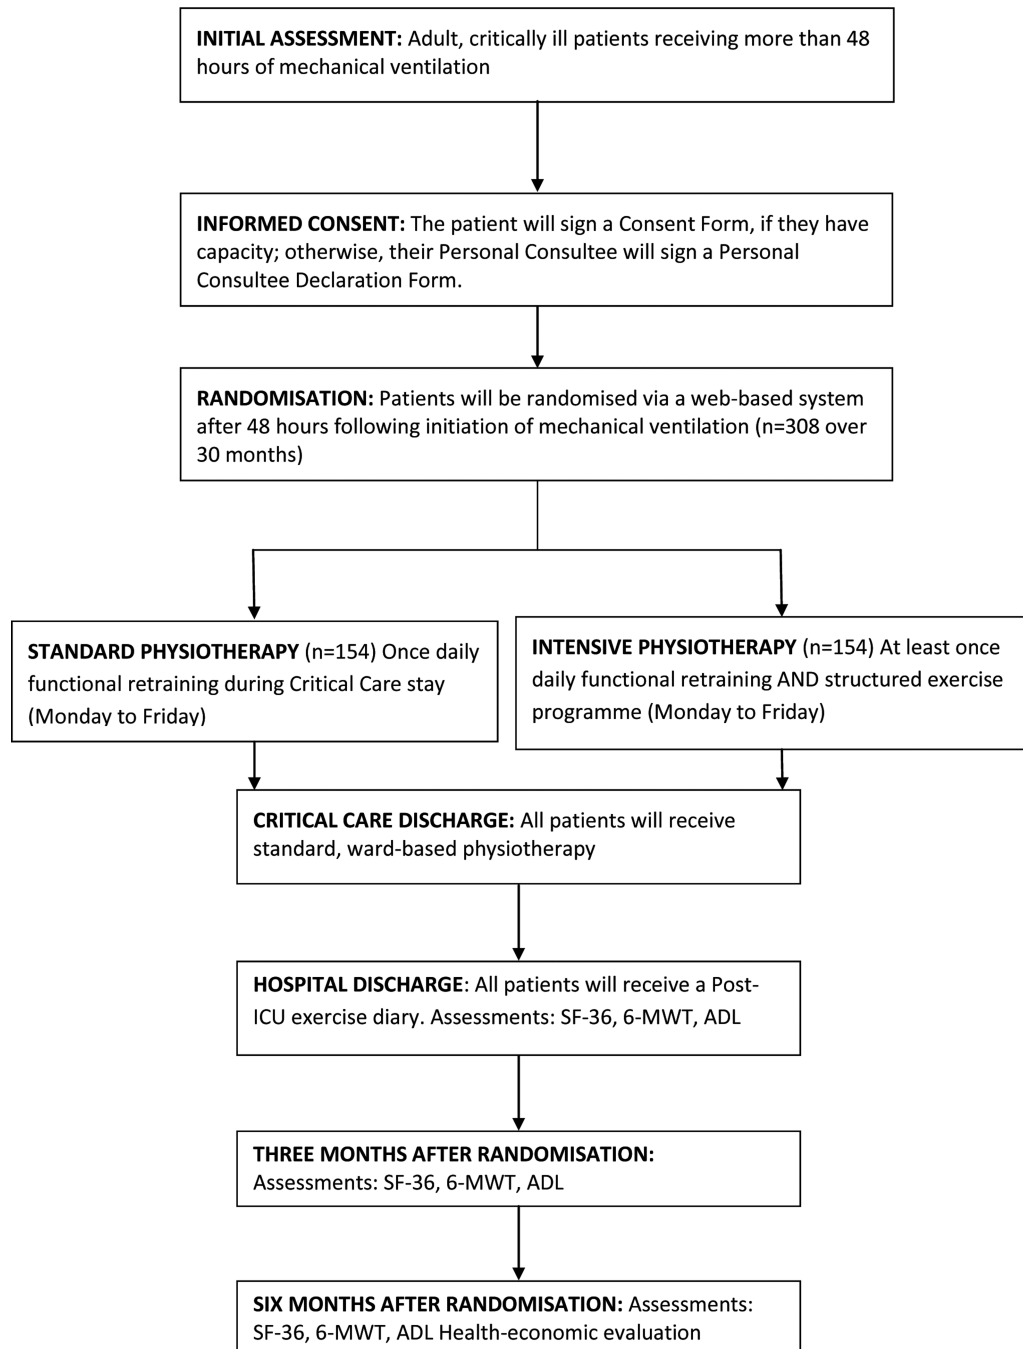 INITIAL ASSESSMENT: Adult, critically ill patients receiving more than 48
hours of mechanical ventilation
INFORMED CONSENT: The patient will sign a Consent Form, if they have
capacity; otherwise, their Personal Consultee will sign a Personal
Consultee Declaration Form.
RANDOMISATION: Patients will be randomised via a web-based system
after 48 hours following initiation of mechanical ventilation (n=308 over
30 months)
STANDARD PHYSIOTHERAPY (n=154) Once daily
functional retraining during Critical Care stay
(Monday to Friday)
INTENSIVE PHYSIOTHERAPY (n=154) At least once
daily functional retraining AND structured exercise
programme (Monday to Friday)
CRITICAL CARE DISCHARGE: All patients will receive
standard, ward-based physiotherapy
HOSPITAL DISCHARGE: All patients will receive a Post-
ICU exercise diary. Assessments: SF-36, 6-MWT, ADL
THREE MONTHS AFTER RANDOMISATION:
Assessments: SF-36, 6-MWT, ADL
SIX MONTHS AFTER RANDOMISATION: Assessments:
SF-36, 6-MWT, ADL Health-economic evaluation